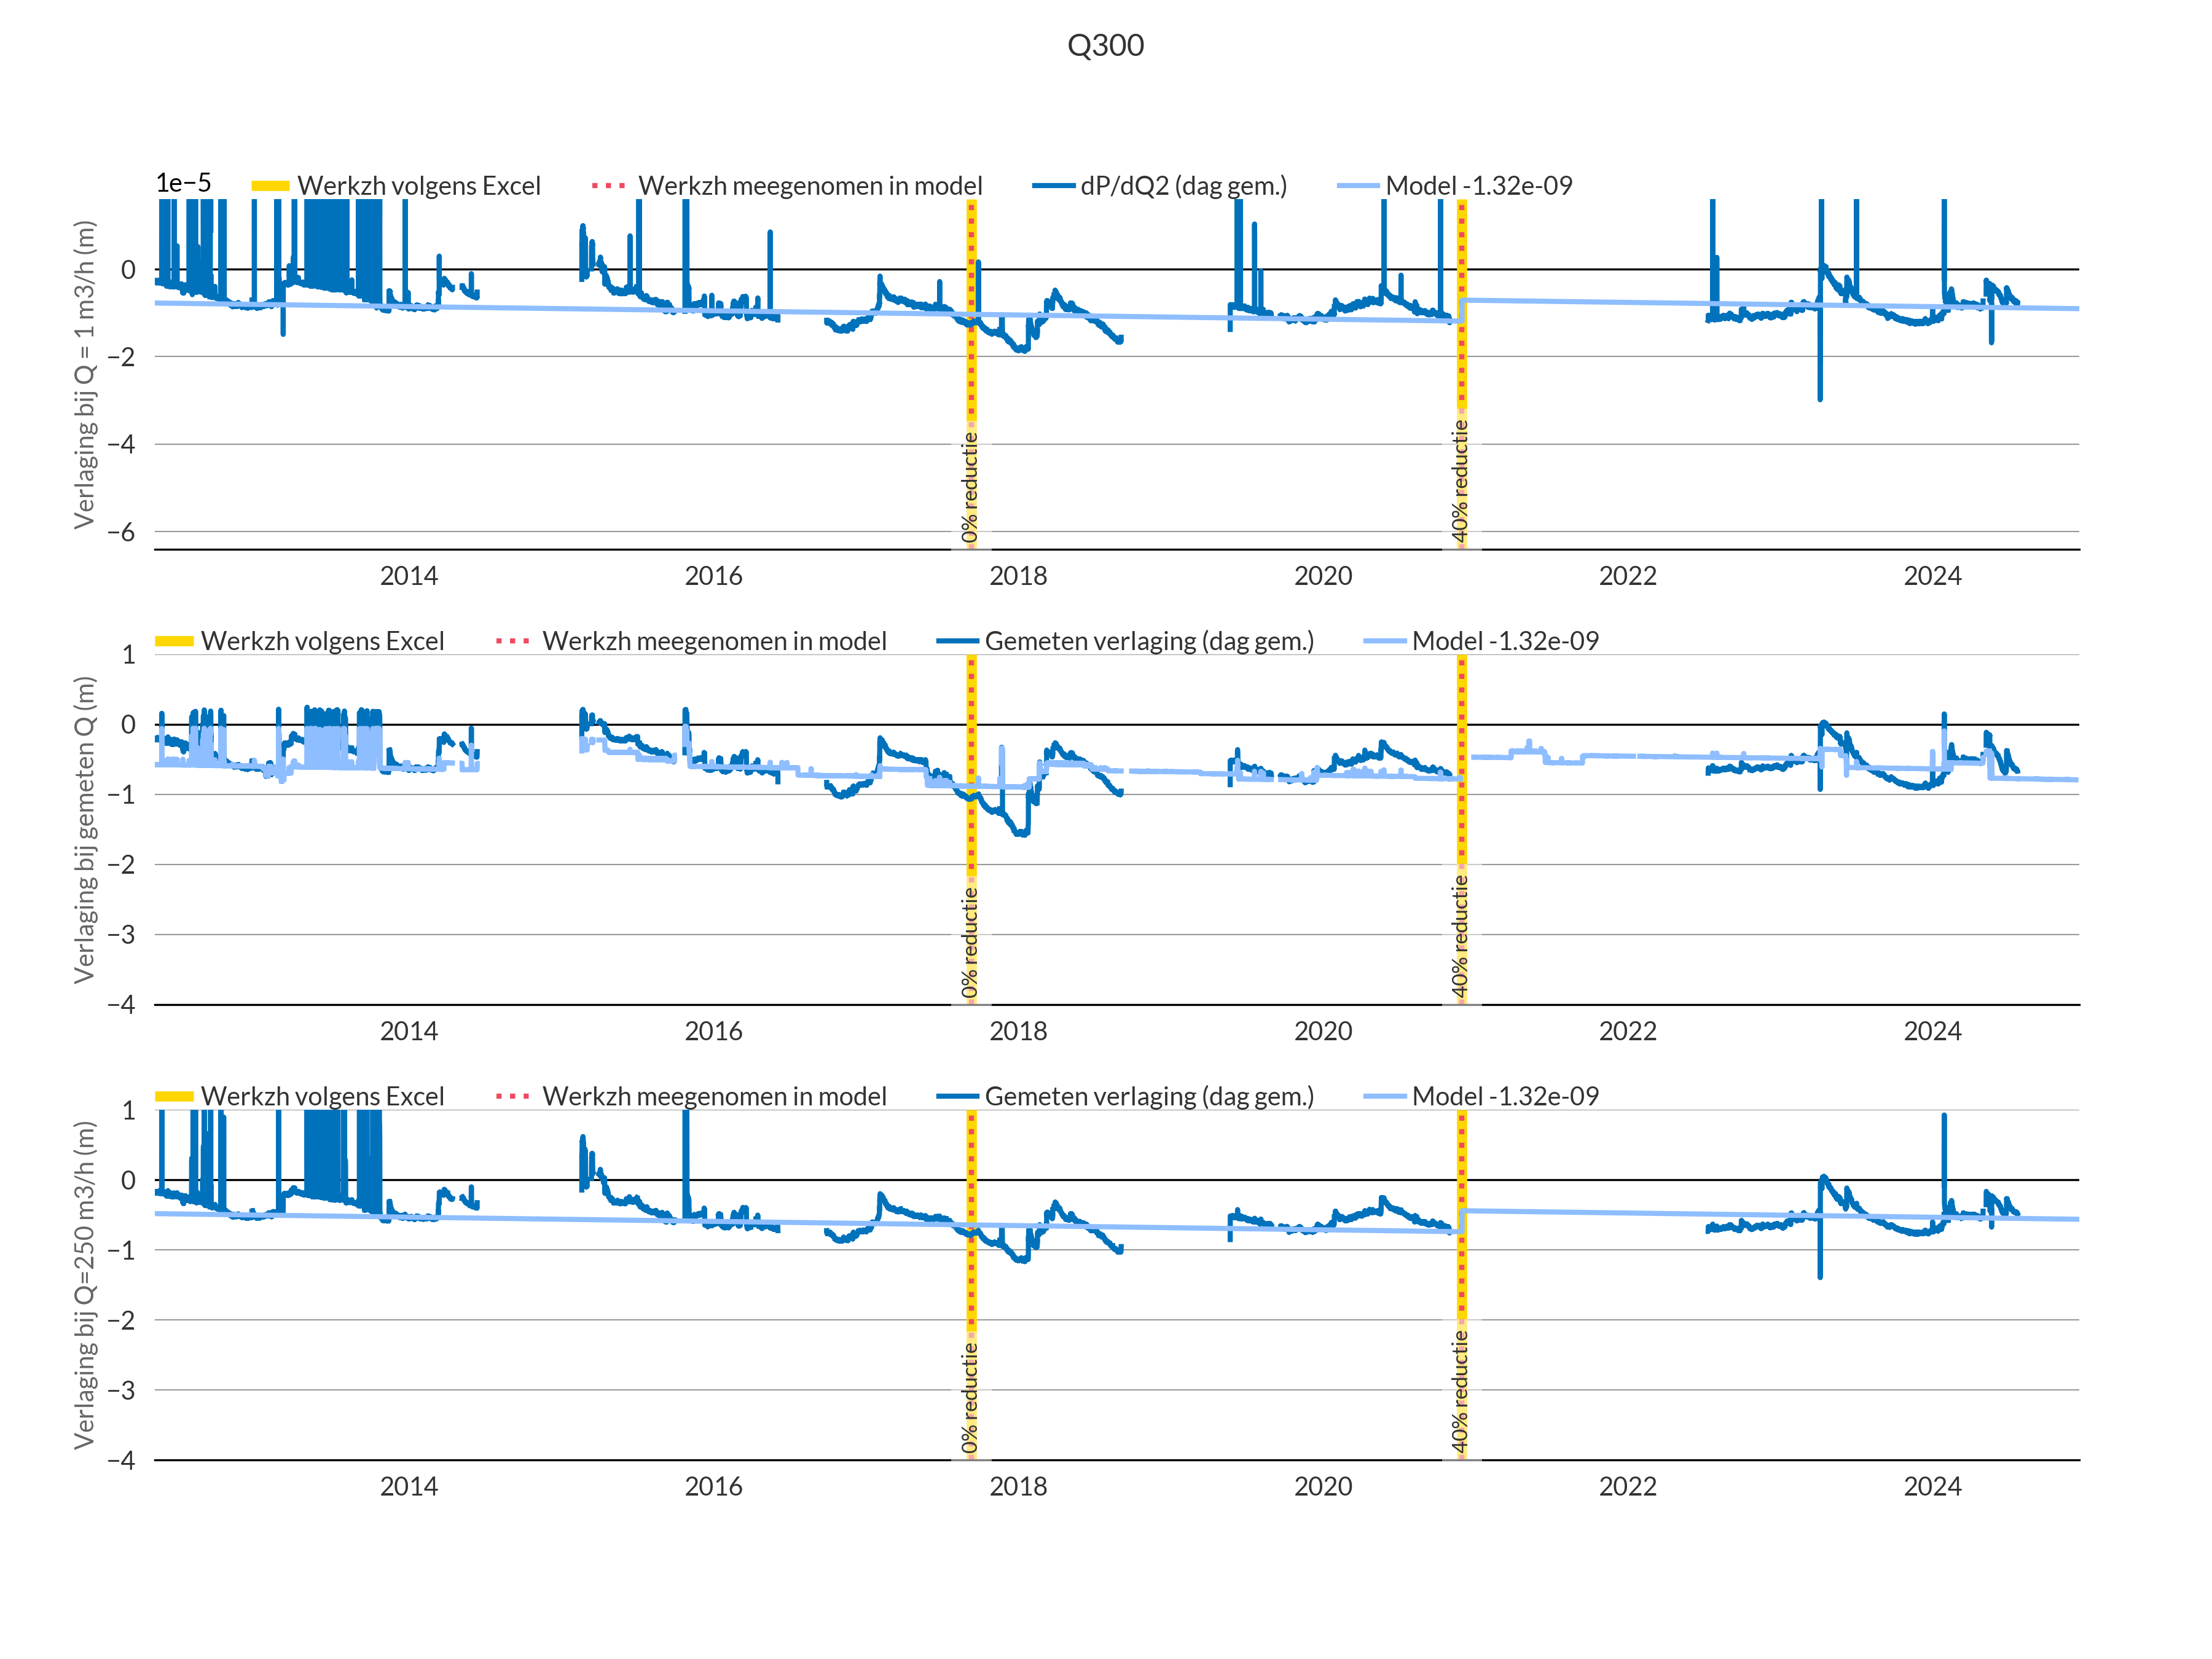 Q300
1e−5
Werkzh volgens Excel
Werkzh meegenomen in model
dP/dQ2 (dag gem.)
Model -1.32e-09
Verlaging bij Q = 1 m3/h (m)
0
−2
−4
−6
0% reductie
40% reductie
2014 2016 2018 2020 2022 2024
Werkzh volgens Excel
Werkzh meegenomen in model
Gemeten verlaging (dag gem.)
Model -1.32e-09
Verlaging bij gemeten Q (m)
1
0
−1
−2
−3
−4
0% reductie
40% reductie
2014 2016 2018 2020 2022 2024
Werkzh volgens Excel
Werkzh meegenomen in model
Gemeten verlaging (dag gem.)
Model -1.32e-09
Verlaging bij Q=250 m3/h (m)
1
0
−1
−2
−3
−4
0% reductie
40% reductie
2014 2016 2018 2020 2022 2024